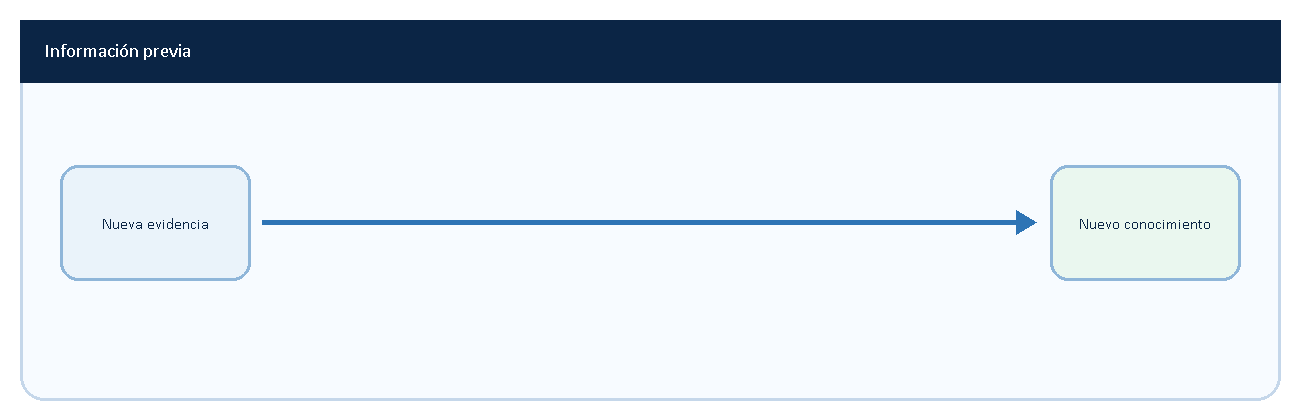 Información previa
Nueva evidencia
Nuevo conocimiento